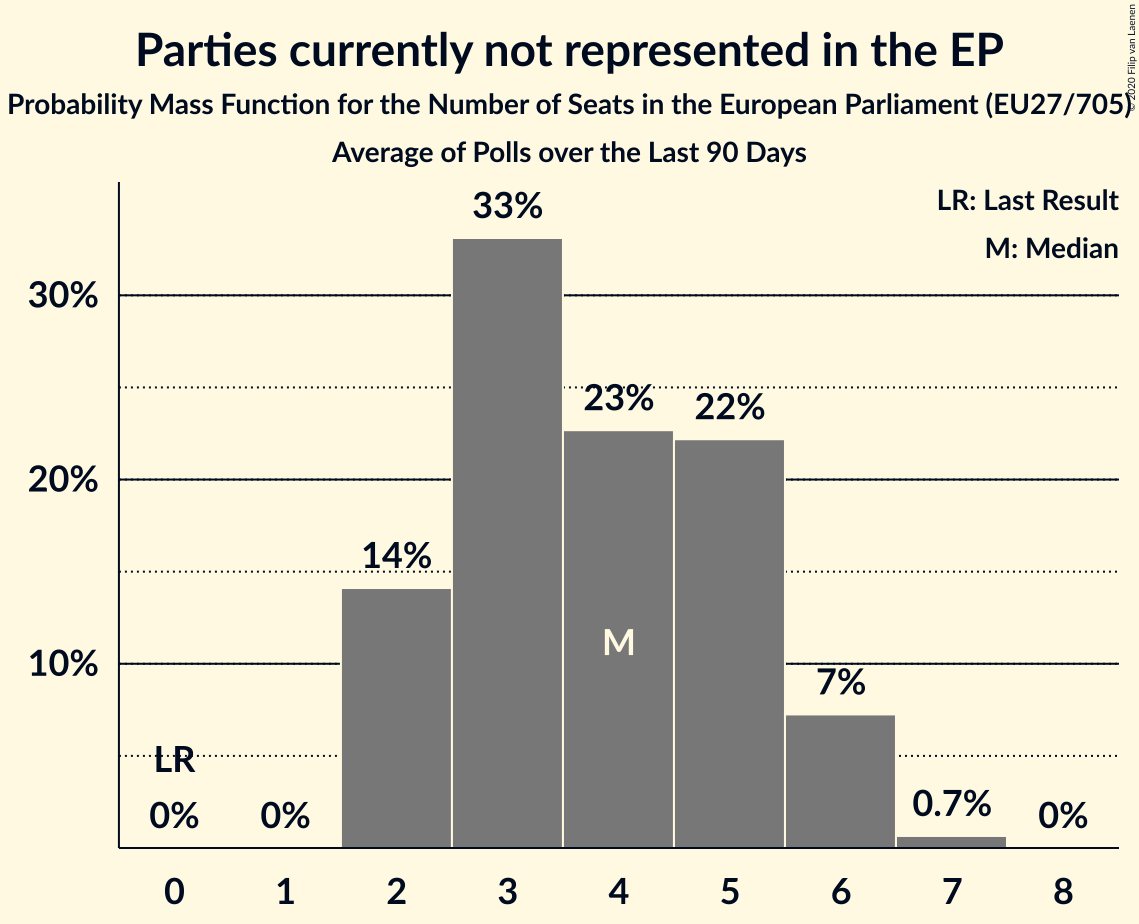 Parties currently not represented in the EP
Probability Mass Function for the Number of Seats in the European Parliament (EU27/705)
Average of Polls over the Last 90 Days
© 2020 Filip van Laenen
LR: Last Result
M: Median
33%
30%
23%
22%
20%
14%
M
10%
7%
LR
0%
0%
0.7%
0%
0 1 2 3 4 5 6 7 8